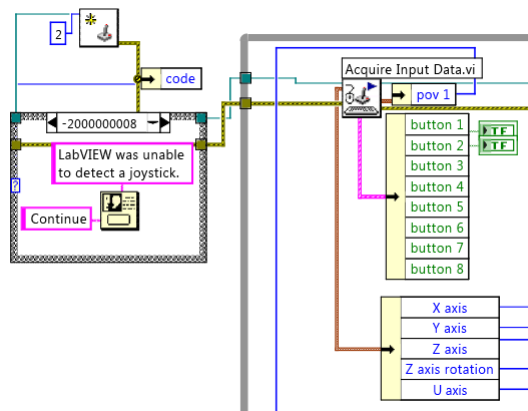 2
code
-2000000008
LabVIEW was unable
to detect a joystick.
?
Continue
Acquire Input Data.vi
pov 1
button 1
TF
button 2
TF
button 3
button 4
button 5
button 6
button 7
button 8
X axis
Y axis
Z axis
Z axis rotation
U axis